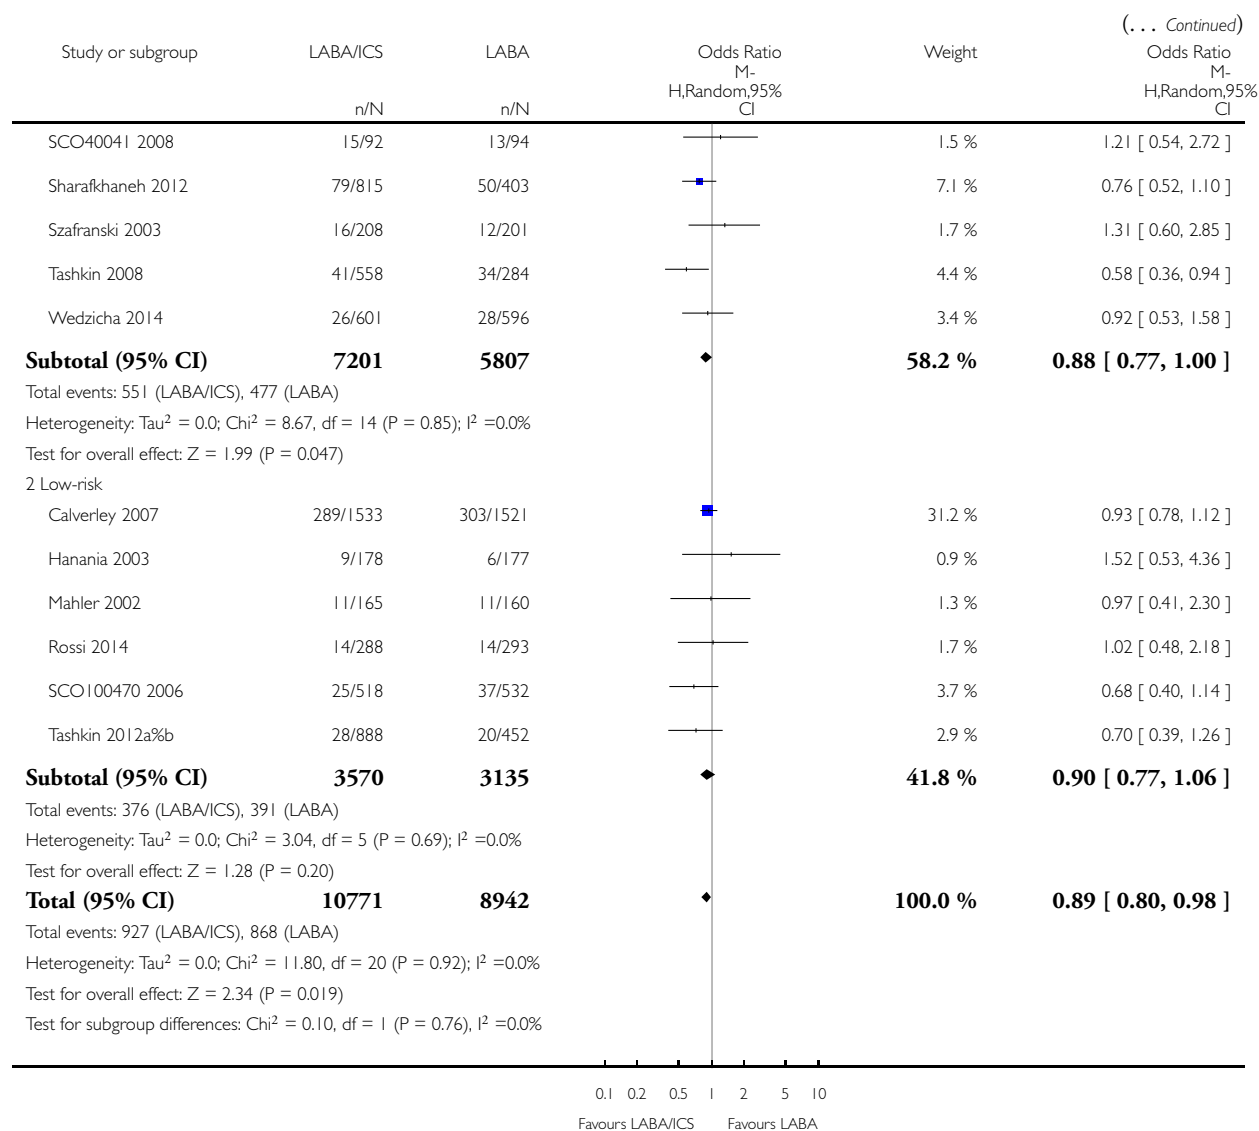 (... Continued)
Study or subgroup LABA/ICS LABA Odds Ratio Weight Odds Ratio
M- M-
H,Random,95% H,Random,95%
n/N n/N CI CI
SCO40041 2008 15/92 13/94 1.5 % 1.21 [ 0.54, 2.72 ]
Sharafkhaneh 2012 79/815 50/403 7.1 % 0.76 [ 0.52, 1.10 ]
Szafranski 2003 16/208 12/201 1.7 % 1.31 [ 0.60, 2.85 ]
Tashkin 2008 41/558 34/284 4.4 % 0.58 [ 0.36, 0.94 ]
Wedzicha 2014 26/601 28/596 3.4 % 0.92 [ 0.53, 1.58 ]
Subtotal (95% CI) 7201 5807 58.2 % 0.88 [ 0.77, 1.00 ]
Total events: 551 (LABA/ICS), 477 (LABA)
Heterogeneity: Tau² = 0.0; Chi² = 8.67, df = 14 (P = 0.85); I² =0.0%
Test for overall effect: Z = 1.99 (P = 0.047)
2 Low-risk
Calverley 2007 289/1533 303/1521 31.2 % 0.93 [ 0.78, 1.12 ]
Hanania 2003 9/178 6/177 0.9 % 1.52 [ 0.53, 4.36 ]
Mahler 2002 11/165 11/160 1.3 % 0.97 [ 0.41, 2.30 ]
Rossi 2014 14/288 14/293 1.7 % 1.02 [ 0.48, 2.18 ]
SCO100470 2006 25/518 37/532 3.7 % 0.68 [ 0.40, 1.14 ]
Tashkin 2012a%b 28/888 20/452 2.9 % 0.70 [ 0.39, 1.26 ]
Subtotal (95% CI) 3570 3135 41.8 % 0.90 [ 0.77, 1.06 ]
Total events: 376 (LABA/ICS), 391 (LABA)
Heterogeneity: Tau² = 0.0; Chi² = 3.04, df = 5 (P = 0.69); I² =0.0%
Test for overall effect: Z = 1.28 (P = 0.20)
Total (95% CI) 10771 8942 100.0 % 0.89 [ 0.80, 0.98 ]
Total events: 927 (LABA/ICS), 868 (LABA)
Heterogeneity: Tau² = 0.0; Chi² = 11.80, df = 20 (P = 0.92); I² =0.0%
Test for overall effect: Z = 2.34 (P = 0.019)
Test for subgroup differences: Chi² = 0.10, df = 1 (P = 0.76), I² =0.0%
0.1 0.2 0.5 1 2 5 10
Favours LABA/ICS Favours LABA